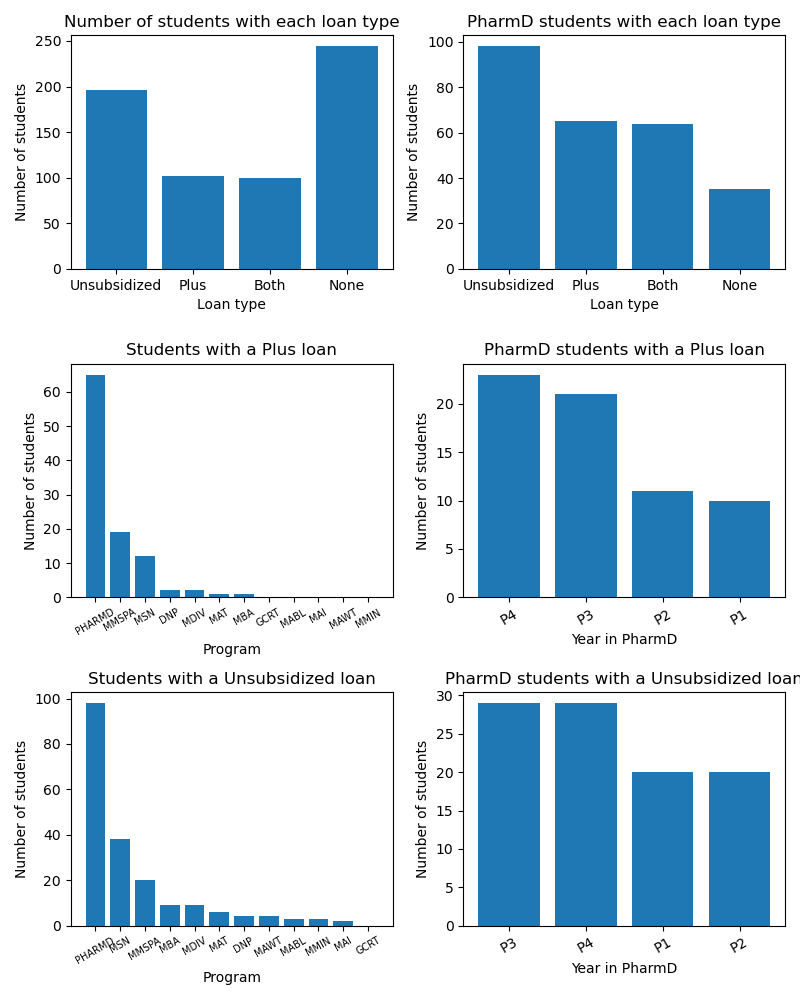 Number of students with each loan type
Number of students
250
200
150
100
50
0
Unsubsidized Plus Both None
Loan type
PharmD students with each loan type
Number of students
100
80
60
40
20
0
Unsubsidized Plus Both None
Loan type
Students with a Plus loan
Number of students
60
50
40
30
20
10
0
PHARMD MMSPA MSN DNP MDIV MAT MBA GCRT MABL MAI MAWT MMIN
Program
PharmD students with a Plus loan
Number of students
20
15
10
5
0
P4 P3 P2 P1
Year in PharmD
Students with a Unsubsidized loan
Number of students
100
80
60
40
20
0
PHARMD MSN MMSPA MBA MDIV MAT DNP MAWT MABL MMIN MAI GCRT
Program
PharmD students with a Unsubsidized loan
Number of students
30
25
20
15
10
5
0
P3 P4 P1 P2
Year in PharmD